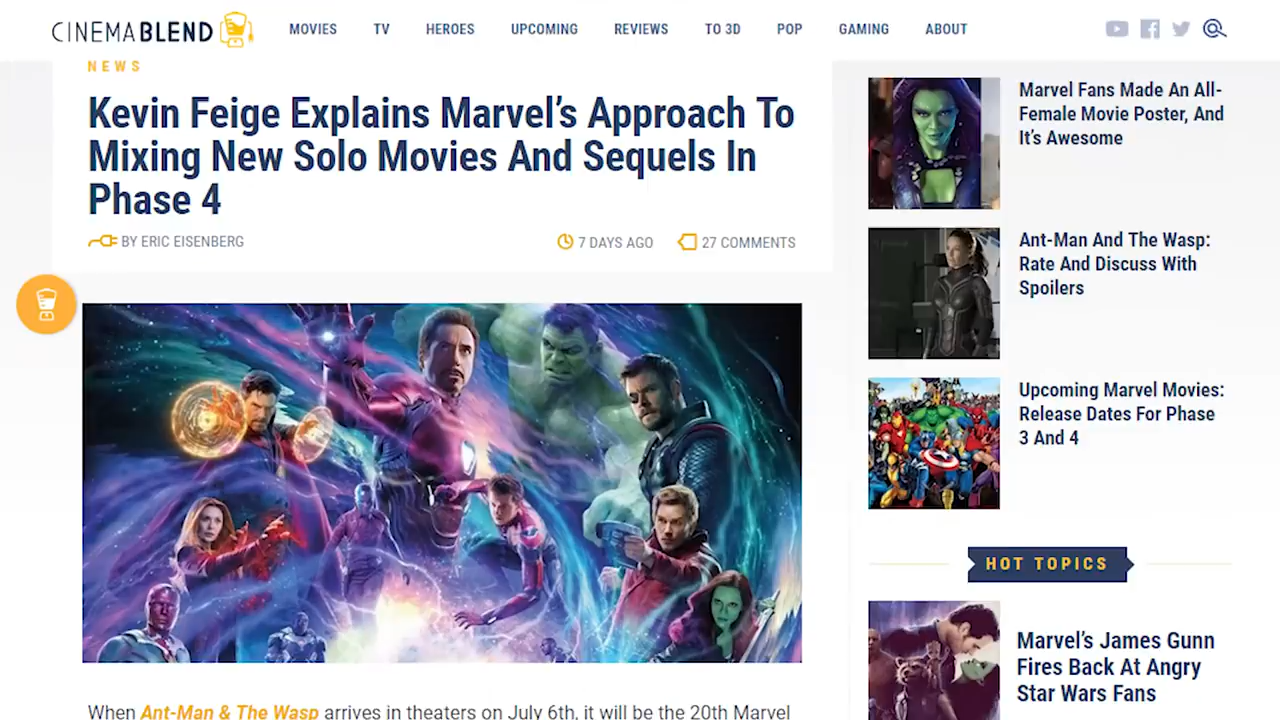 CINEMABLEND MOVIES TV HEROES UPCOMING REVIEWS TO 3D POP GAMING ABOUT
NEWS
Kevin Feige Explains Marvel's Approach To
Mixing New Solo Movies And Sequels In
Phase 4
BY ERIC EISENBERG 7 DAYS AGO 27 COMMENTS
When Ant-Man & The Wasp arrives in theaters on July 6th, it will be the 20th Marvel
Marvel Fans Made An All-
Female Movie Poster, And
It's Awesome
Ant-Man And The Wasp:
Rate And Discuss With
Spoilers
Upcoming Marvel Movies:
Release Dates For Phase
3 And 4
HOT TOPICS
Marvel's James Gunn
Fires Back At Angry
Star Wars Fans